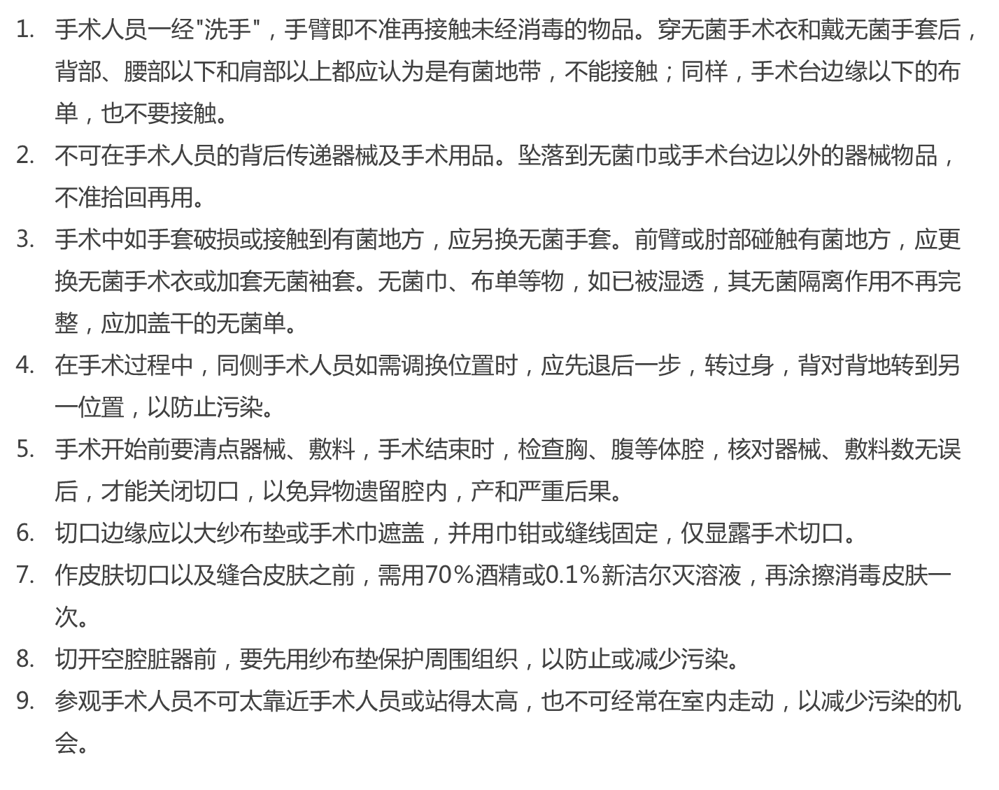 1. 手术人员一经"洗手"，手臂即不准再接触未经消毒的物品。穿无菌手术衣和戴无菌手套后，
背部、腰部以下和肩部以上都应认为是有菌地带，不能接触；同样，手术台边缘以下的布
单，也不要接触。
2. 不可在手术人员的背后传递器械及手术用品。坠落到无菌巾或手术台边以外的器械物品，
不准拾回再用。
3. 手术中如手套破损或接触到有菌地方，应另换无菌手套。前臂或肘部碰触有菌地方，应更
换无菌手术衣或加套无菌袖套。无菌巾、布单等物，如已被湿透，其无菌隔离作用不再完
整，应加盖干的无菌单。
4. 在手术过程中，同侧手术人员如需调换位置时，应先退后一步，转过身，背对背地转到另
一位置，以防止污染。
5. 手术开始前要清点器械、敷料，手术结束时，检查胸、腹等体腔，核对器械、敷料数无误
后，才能关闭切口，以免异物遗留腔内，产和严重后果。
6. 切口边缘应以大纱布垫或手术巾遮盖，并用巾钳或缝线固定，仅显露手术切口。
7. 作皮肤切口以及缝合皮肤之前，需用70％酒精或0.1％新洁尔灭溶液，再涂擦消毒皮肤一
次。
8. 切开空腔脏器前，要先用纱布垫保护周围组织，以防止或减少污染。
9. 参观手术人员不可太靠近手术人员或站得太高，也不可经常在室内走动，以减少污染的机
会。